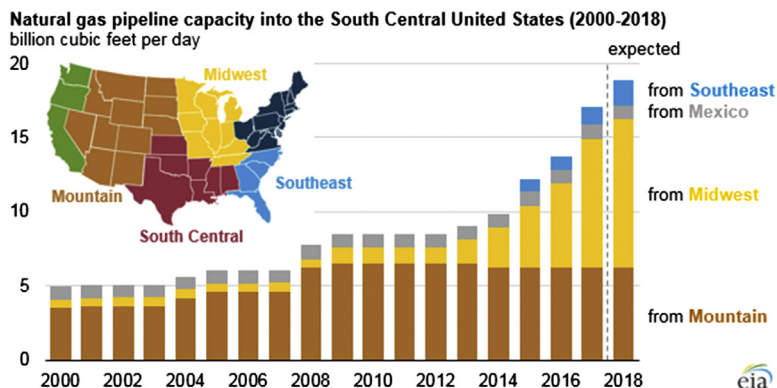 Natural gas pipeline capacity into the South Central United States (2000-2018)
billion cubic feet per day
expected
20
15
10
5
0
Midwest
Mountain
Southeast
South Central
from Southeast
from Mexico
from Midwest
from Mountain
2000 2002 2004 2006 2008 2010 2012 2014 2016 2018
eia